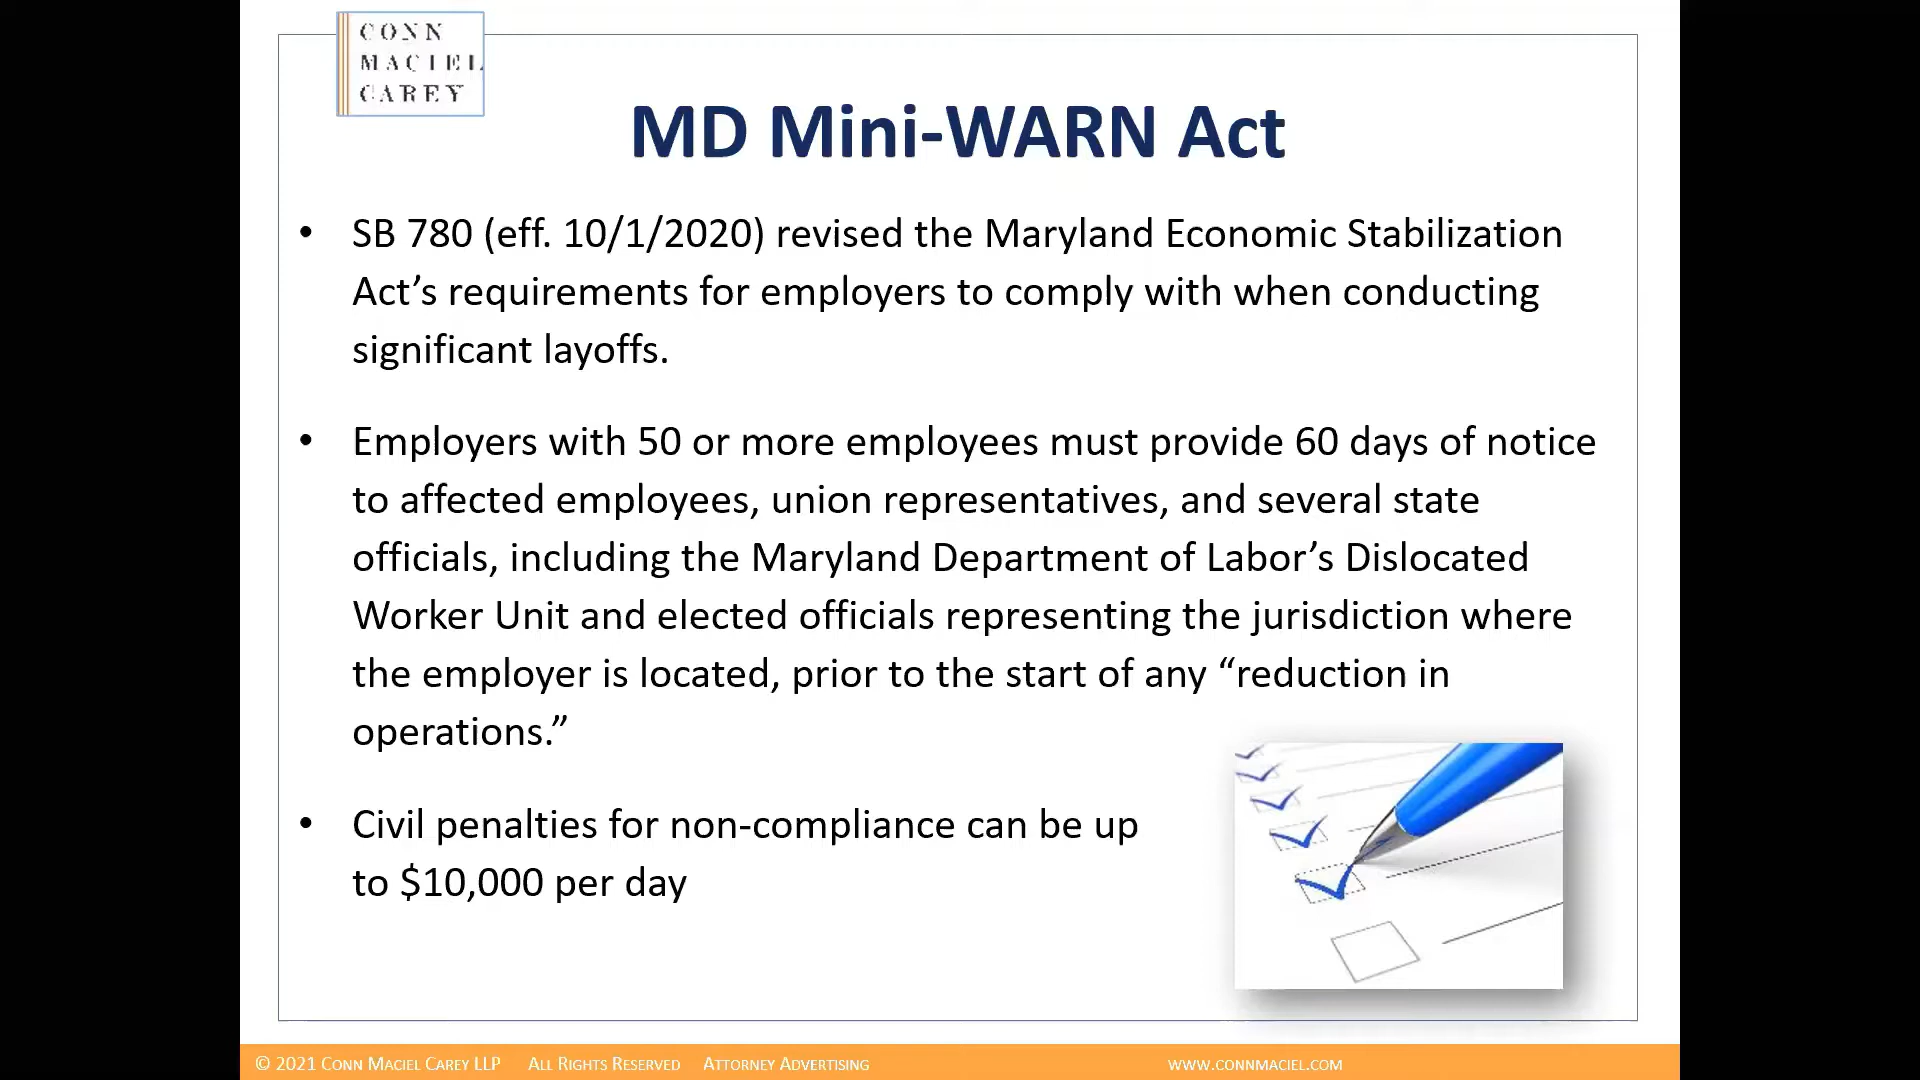 CONN
MACIEL
CAREY
MD Mini-WARN Act
• SB 780 (eff. 10/1/2020) revised the Maryland Economic Stabilization
Act’s requirements for employers to comply with when conducting
significant layoffs.
• Employers with 50 or more employees must provide 60 days of notice
to affected employees, union representatives, and several state
officials, including the Maryland Department of Labor’s Dislocated
Worker Unit and elected officials representing the jurisdiction where
the employer is located, prior to the start of any “reduction in
operations.”
• Civil penalties for non-compliance can be up
to $10,000 per day
© 2021 CONN MACIEL CAREY LLP ALL RIGHTS RESERVED ATTORNEY ADVERTISING WWW.CONNMACIEL.COM